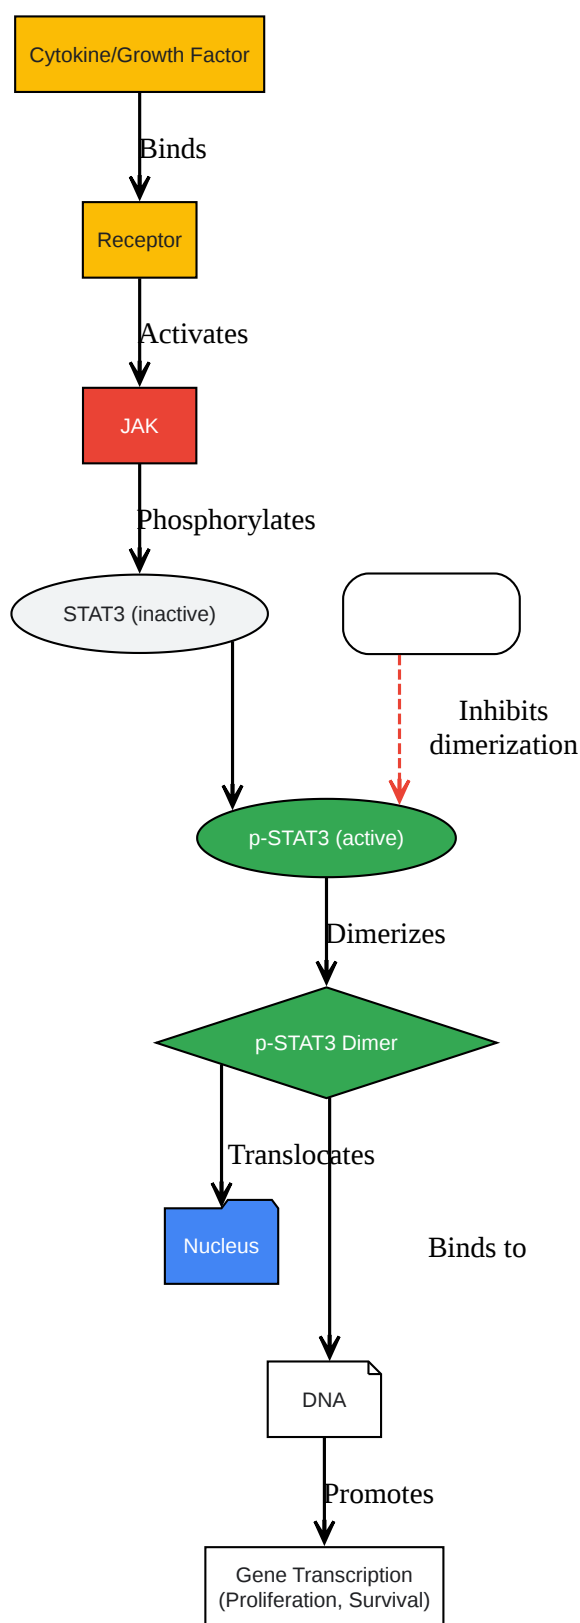 Cytokine/Growth Factor
Binds
Receptor
Activates
JAK
Phosphorylates
STAT3 (inactive)
Inhibits
dimerization
p-STAT3 (active)
Dimerizes
p-STAT3 Dimer
Translocates
Nucleus
Binds to
DNA
Promotes
Gene Transcription
(Proliferation, Survival)